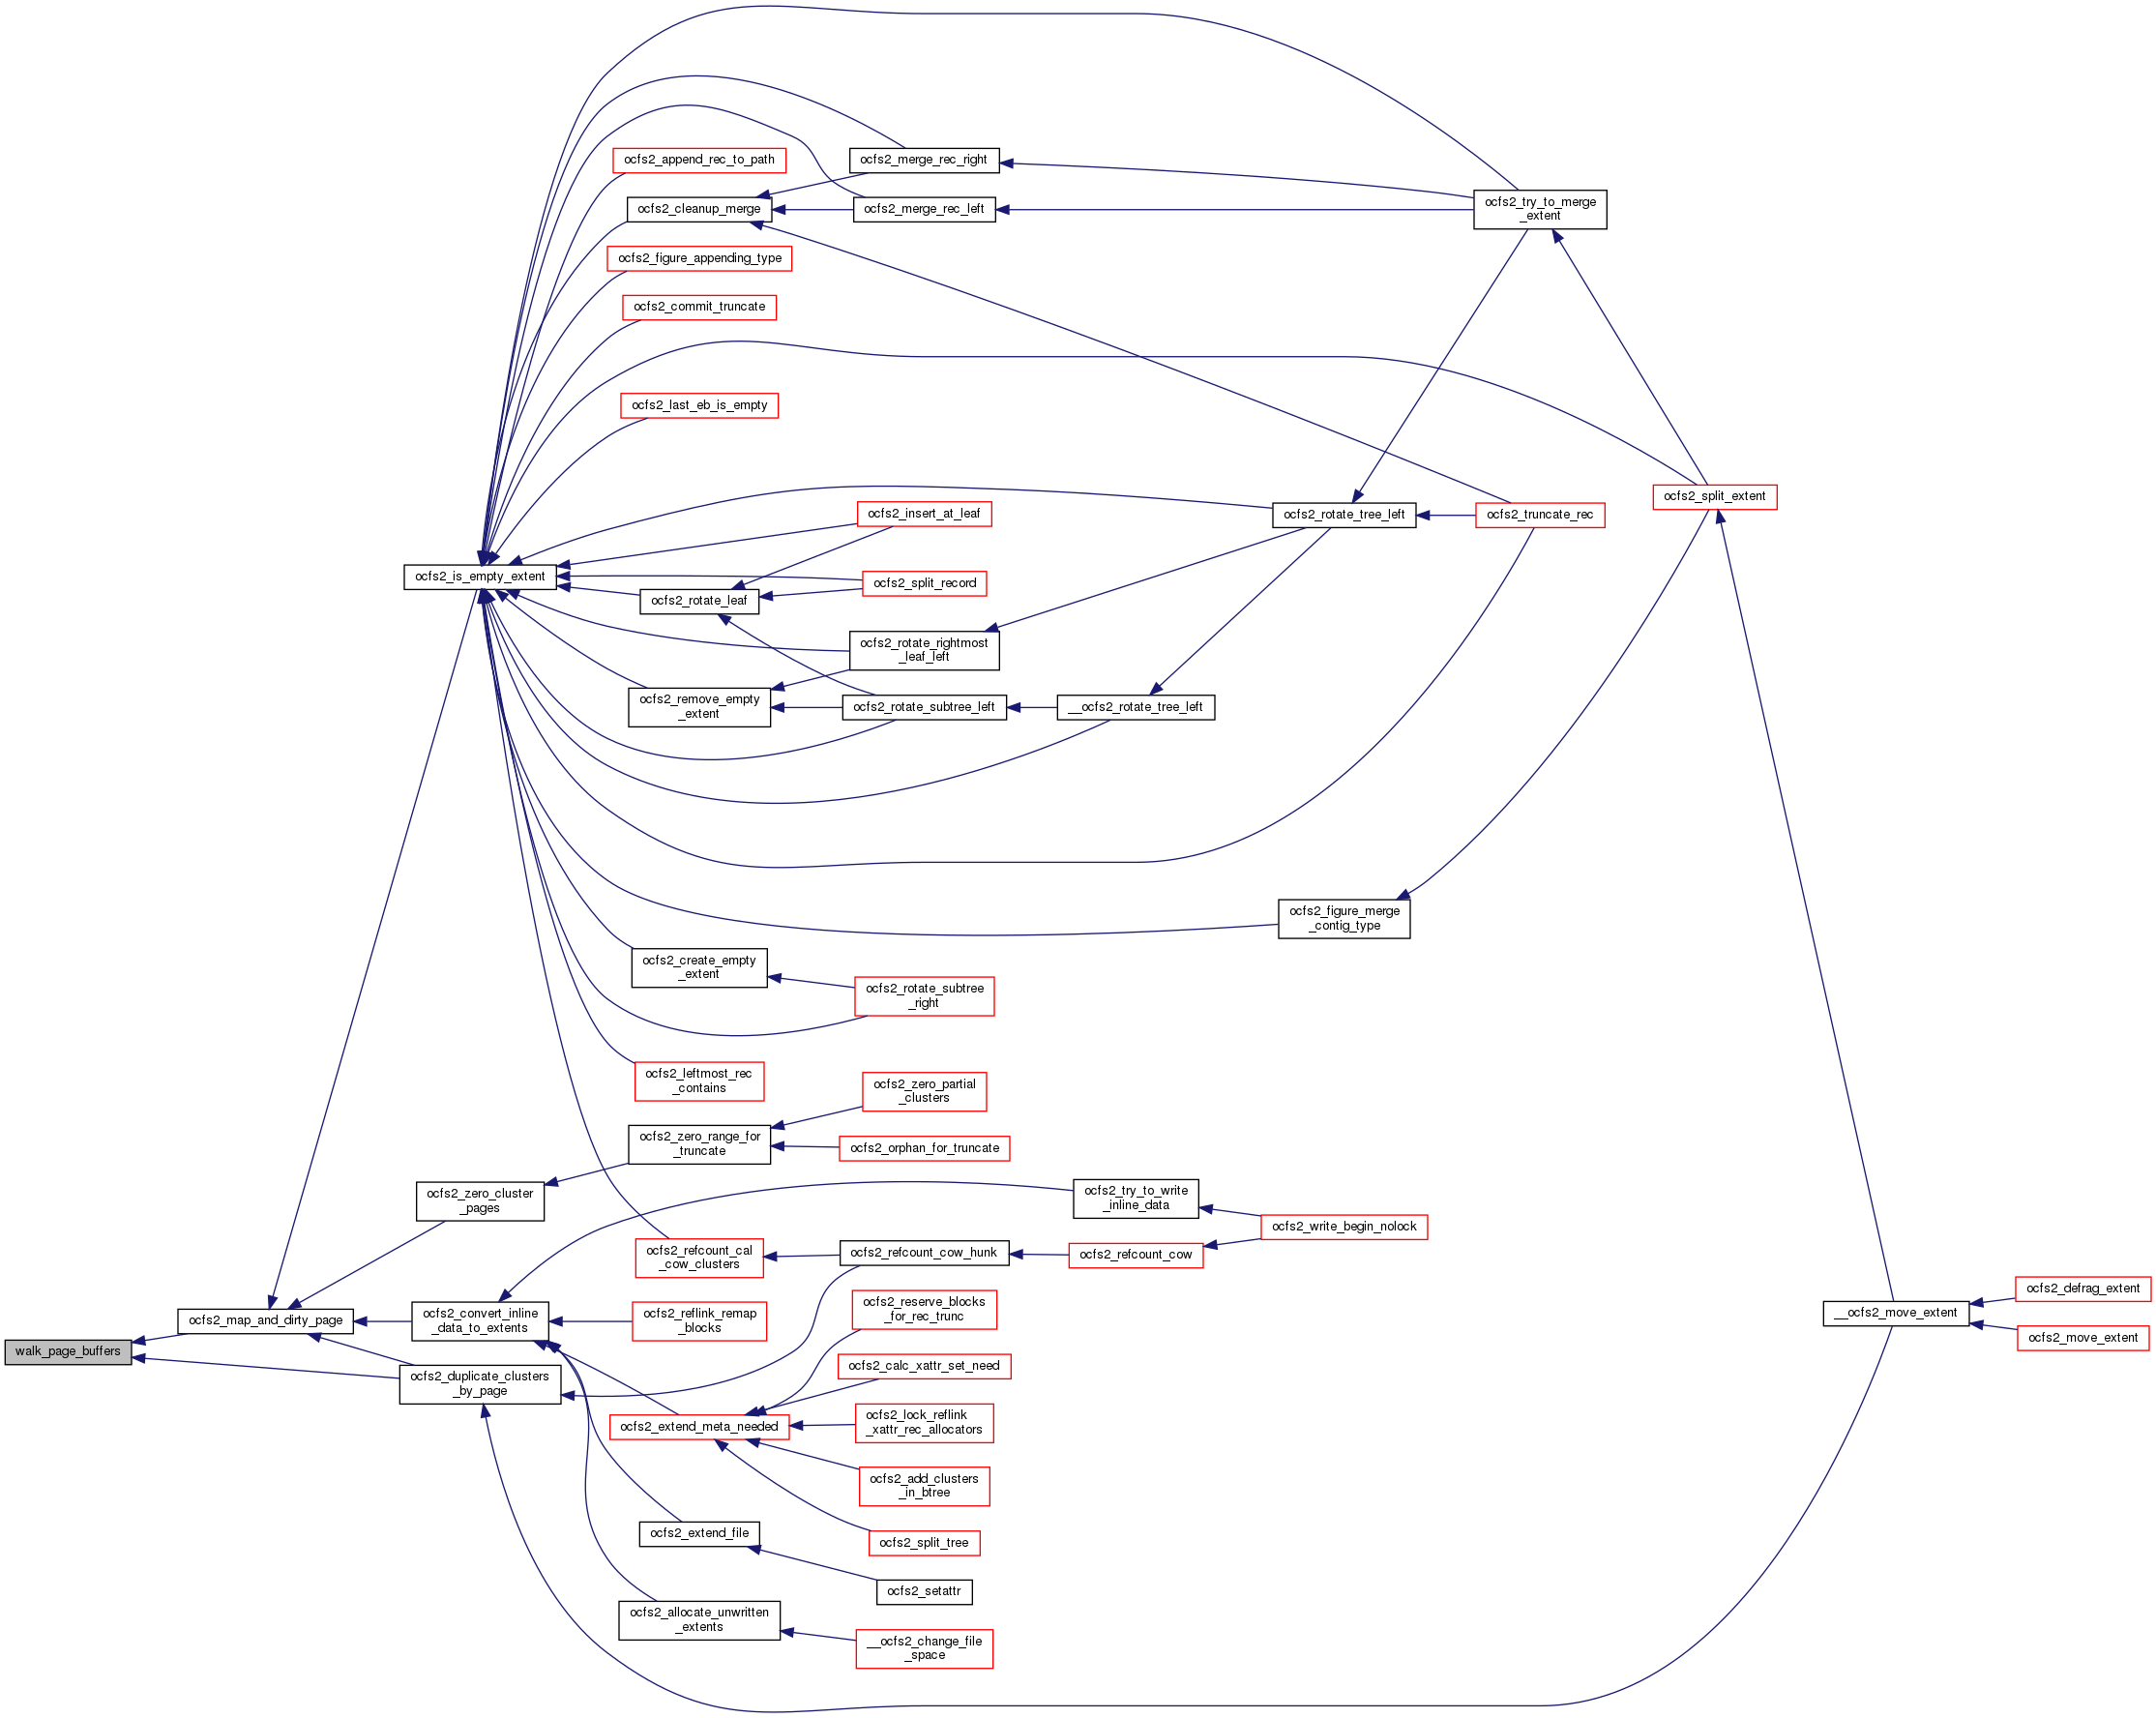 ocfs2_append_rec_to_path
ocfs2_merge_rec_right
ocfs2_cleanup_merge
ocfs2_merge_rec_left
ocfs2_try_to_merge
_extent
ocfs2_figure_appending_type
ocfs2_commit_truncate
ocfs2_last_eb_is_empty
ocfs2_split_extent
ocfs2_insert_at_leaf
ocfs2_rotate_tree_left
ocfs2_truncate_rec
ocfs2_is_empty_extent
ocfs2_split_record
ocfs2_rotate_leaf
ocfs2_rotate_rightmost
_leaf_left
ocfs2_remove_empty
_extent
ocfs2_rotate_subtree_left
__ocfs2_rotate_tree_left
ocfs2_figure_merge
_contig_type
ocfs2_create_empty
_extent
ocfs2_rotate_subtree
_right
ocfs2_leftmost_rec
_contains
ocfs2_zero_partial
_clusters
ocfs2_zero_range_for
_truncate
ocfs2_orphan_for_truncate
ocfs2_zero_cluster
_pages
ocfs2_try_to_write
_inline_data
ocfs2_write_begin_nolock
ocfs2_refcount_cal
_cow_clusters
ocfs2_refcount_cow_hunk
ocfs2_refcount_cow
ocfs2_defrag_extent
ocfs2_map_and_dirty_page
ocfs2_convert_inline
_data_to_extents
ocfs2_reflink_remap
_blocks
ocfs2_reserve_blocks
_for_rec_trunc
__ocfs2_move_extent
ocfs2_move_extent
walk_page_buffers
ocfs2_duplicate_clusters
_by_page
ocfs2_calc_xattr_set_need
ocfs2_extend_meta_needed
ocfs2_lock_reflink
_xattr_rec_allocators
ocfs2_add_clusters
_in_btree
ocfs2_extend_file
ocfs2_split_tree
ocfs2_setattr
ocfs2_allocate_unwritten
_extents
__ocfs2_change_file
_space